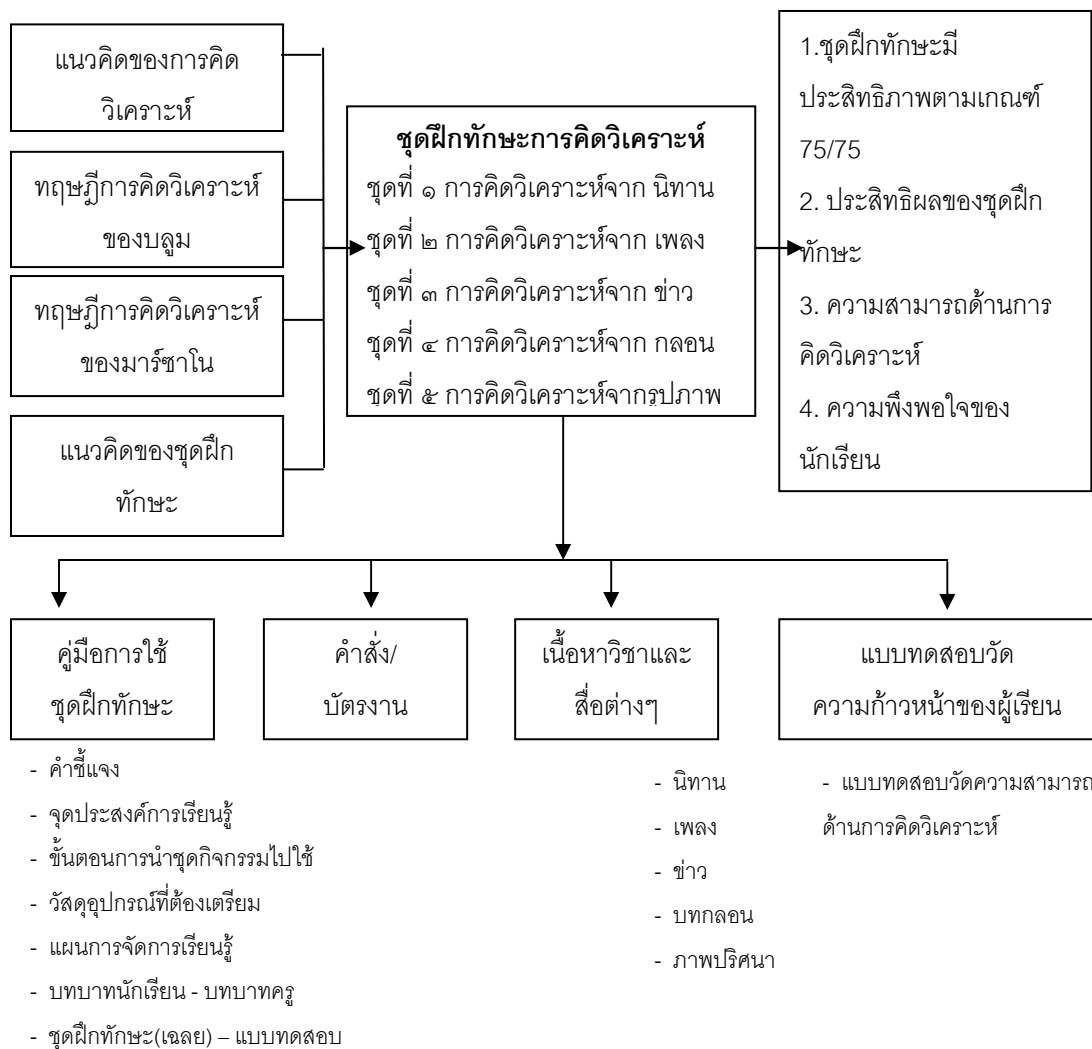 แนวคิดของการคิด
วิเคราะห์
ทฤษฎีการคิดวิเคราะห์
ของบลูม
ทฤษฎีการคิดวิเคราะห์
ของมาร์ซาโน
แนวคิดของชุดฝึก
ทักษะ
ชุดฝึกทักษะการคิดวิเคราะห์
ชุดที่ ๑ การคิดวิเคราะห์จาก นิทาน
ชุดที่ ๒ การคิดวิเคราะห์จาก เพลง
ชุดที่ ๓ การคิดวิเคราะห์จาก ข่าว
ชุดที่ ๔ การคิดวิเคราะห์จาก กลอน
ชุดที่ ๕ การคิดวิเคราะห์จากรูปภาพ
1.ชุดฝึกทักษะมี
ประสิทธิภาพตามเกณฑ์
75/75
2. ประสิทธิผลของชุดฝึก
ทักษะ
3. ความสามารถด้านการ
คิดวิเคราะห์
4. ความพึงพอใจของ
นักเรียน
คู่มือการใช้
ชุดฝึกทักษะ
- คำชี้แจง
- จุดประสงค์การเรียนรู้
- ขั้นตอนการนำชุดกิจกรรมไปใช้
- วัสดุอุปกรณ์ที่ต้องเตรียม
- แผนการจัดการเรียนรู้
- บทบาทนักเรียน - บทบาทครู
- ชุดฝึกทักษะ(เฉลย) – แบบทดสอบ
คำสั่ง/
บัตรงาน
เนื้อหาวิชาและ
สื่อต่างๆ
- นิทาน
- เพลง
- ข่าว
- บทกลอน
- ภาพปริศนา
แบบทดสอบวัด
ความก้าวหน้าของผู้เรียน
- แบบทดสอบวัดความสามารถ
ด้านการคิดวิเคราะห์